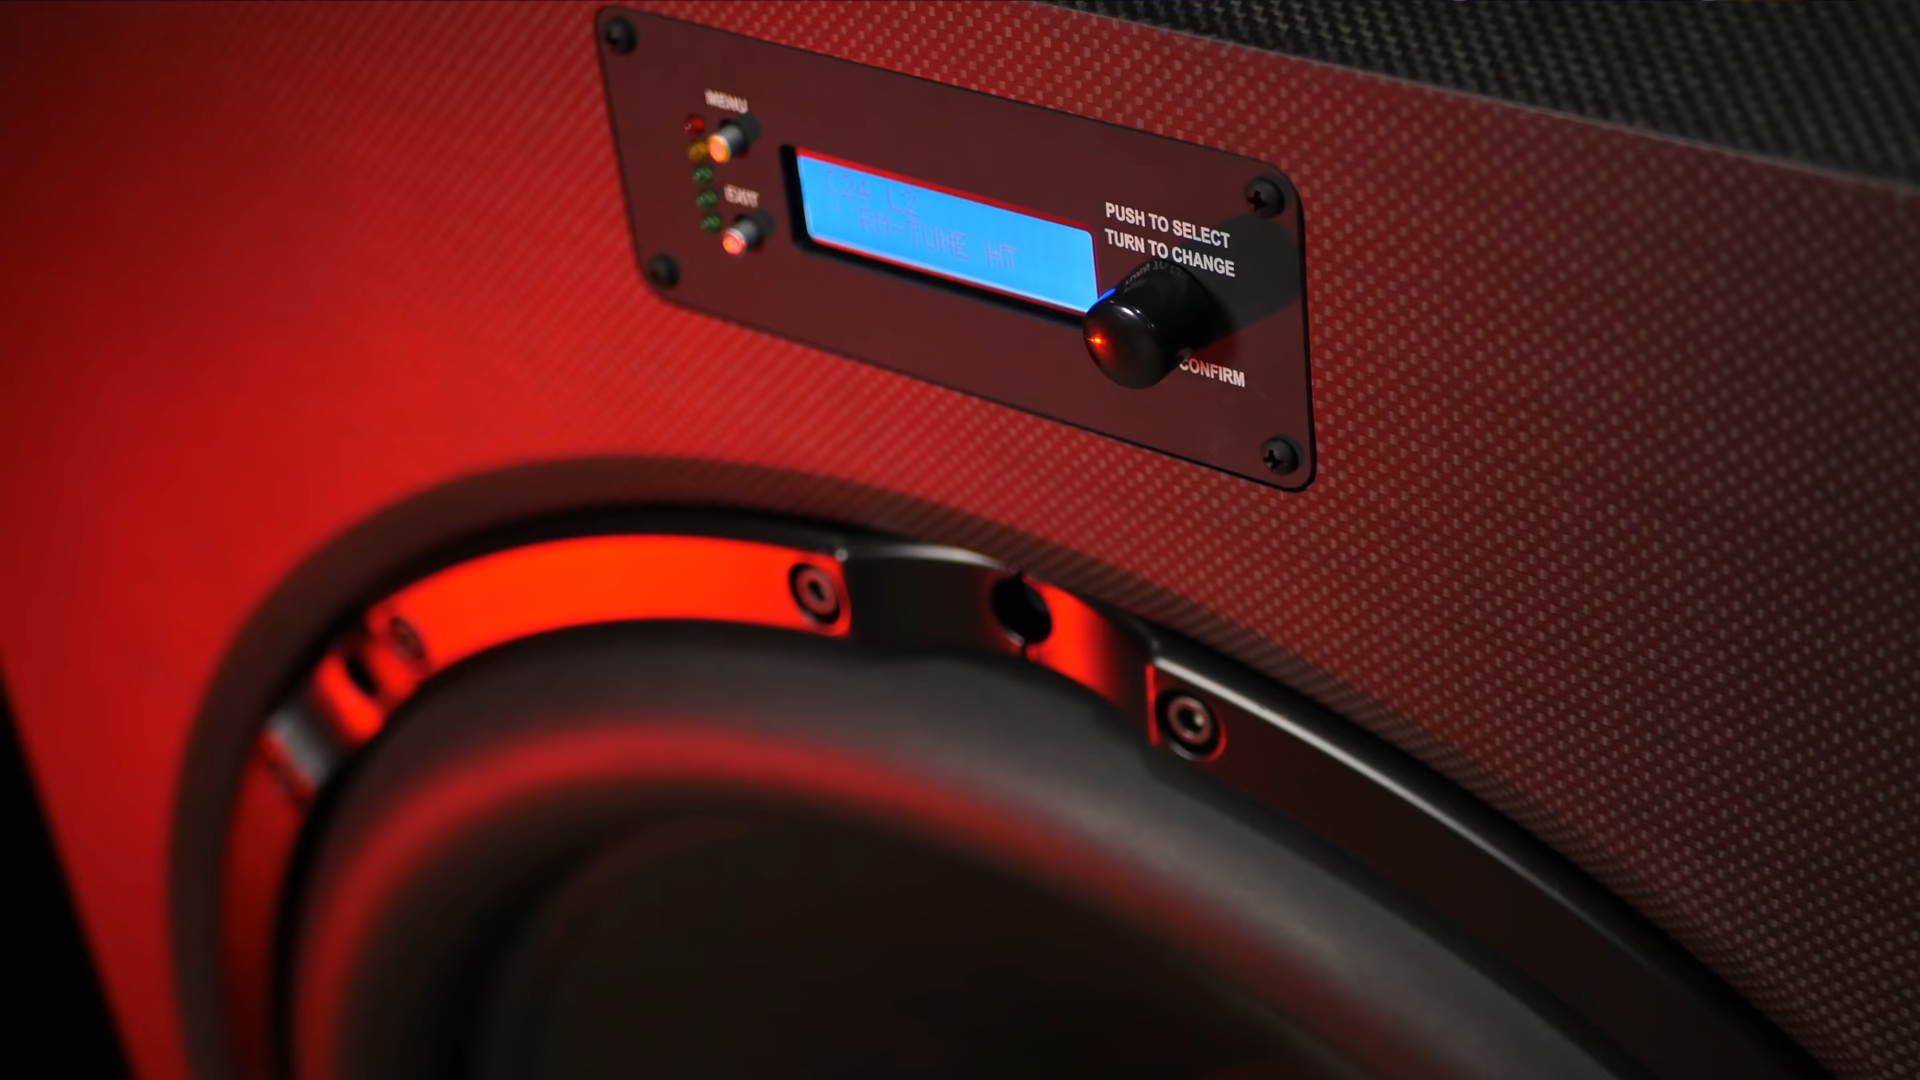 MENU
EXIT
C24 L2
RM-TUNE HT
PUSH TO SELECT
TURN TO CHANGE
CONFIRM